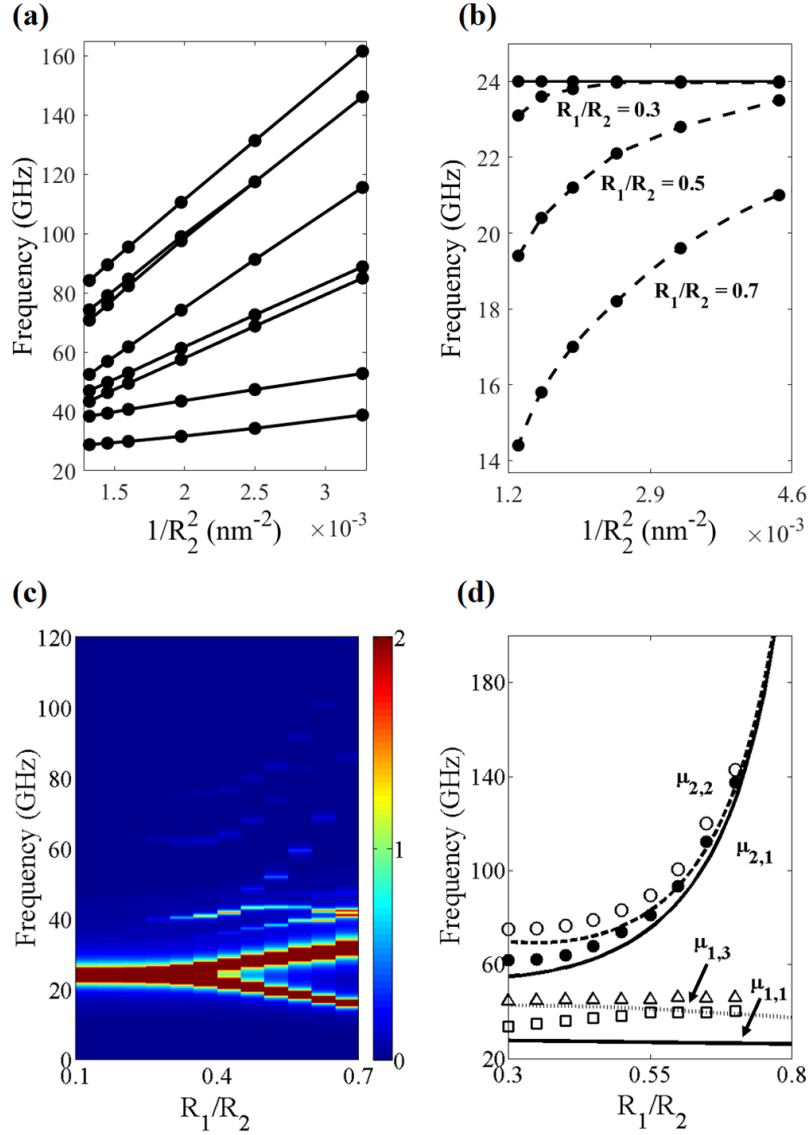 (a)
160
140
120
100
80
60
40
20
Frequency (GHz)
1.5
2
2.5
3
1/R₂² (nm⁻²)
×10⁻³
(b)
24
22
20
18
16
14
Frequency (GHz)
R₁/R₂ = 0.3
R₁/R₂ = 0.5
R₁/R₂ = 0.7
1.2
2.9
4.6
1/R₂² (nm⁻²)
×10⁻³
(c)
120
100
80
60
40
20
0
Frequency (GHz)
0.1
0.4
0.7
R₁/R₂
2
1
0
(d)
180
140
100
60
20
Frequency (GHz)
μ₂,₂
μ₂,₁
μ₁,₃
μ₁,₁
0.3
0.55
0.8
R₁/R₂